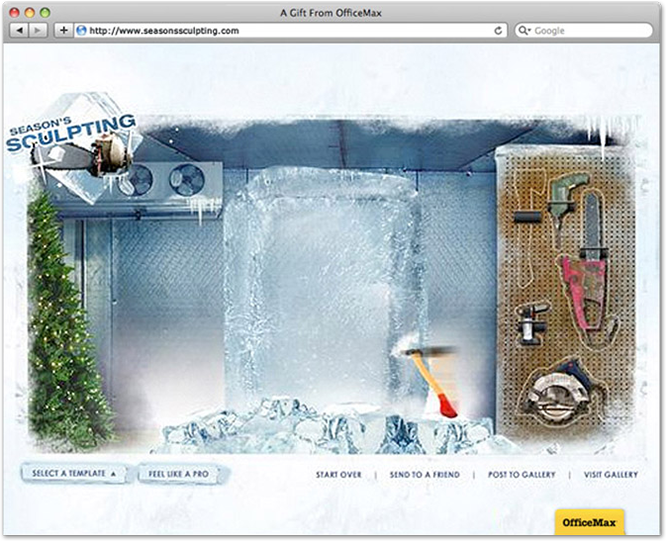 A Gift From OfficeMax
http://www.seasonssculpting.com
Google
SEASON'S
SCULPTING
SELECT A TEMPLATE
FEEL LIKE A PRO
START OVER | SEND TO A FRIEND | POST TO GALLERY | VISIT GALLERY
OfficeMax